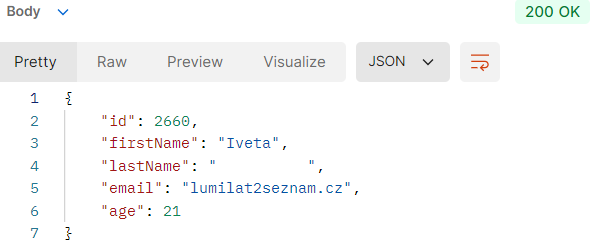 Body 200 OK
Pretty Raw Preview Visualize JSON
1 {
2 "id": 2660,
3 "firstName": "Iveta",
4 "lastName": "          ",
5 "email": "lumilat2seznam.cz",
6 "age": 21
7 }